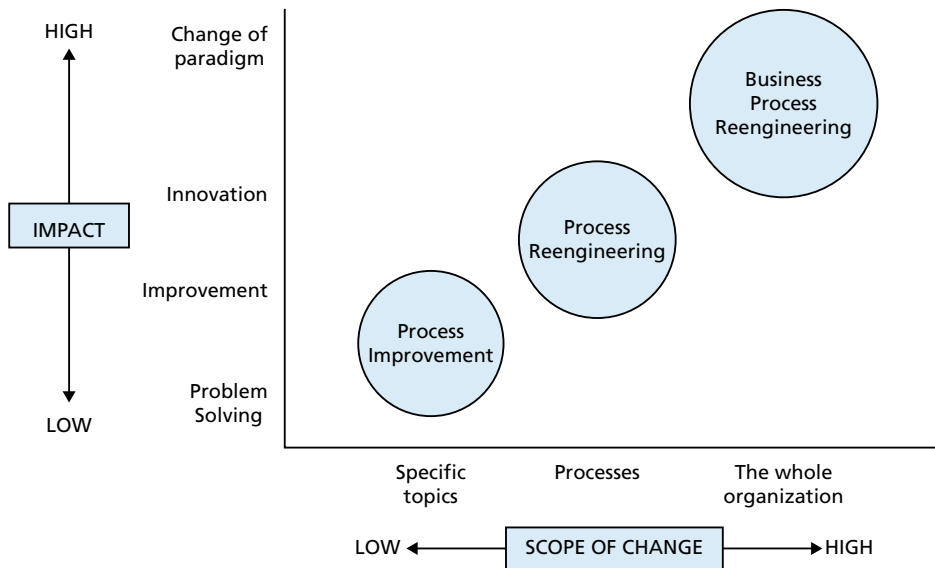 HIGH
Change of
paradigm
Business
Process
Reengineering
Innovation
IMPACT
Process
Reengineering
Improvement
Process
Improvement
Problem
Solving
LOW
Specific
topics
Processes
The whole
organization
LOW
SCOPE OF CHANGE
HIGH